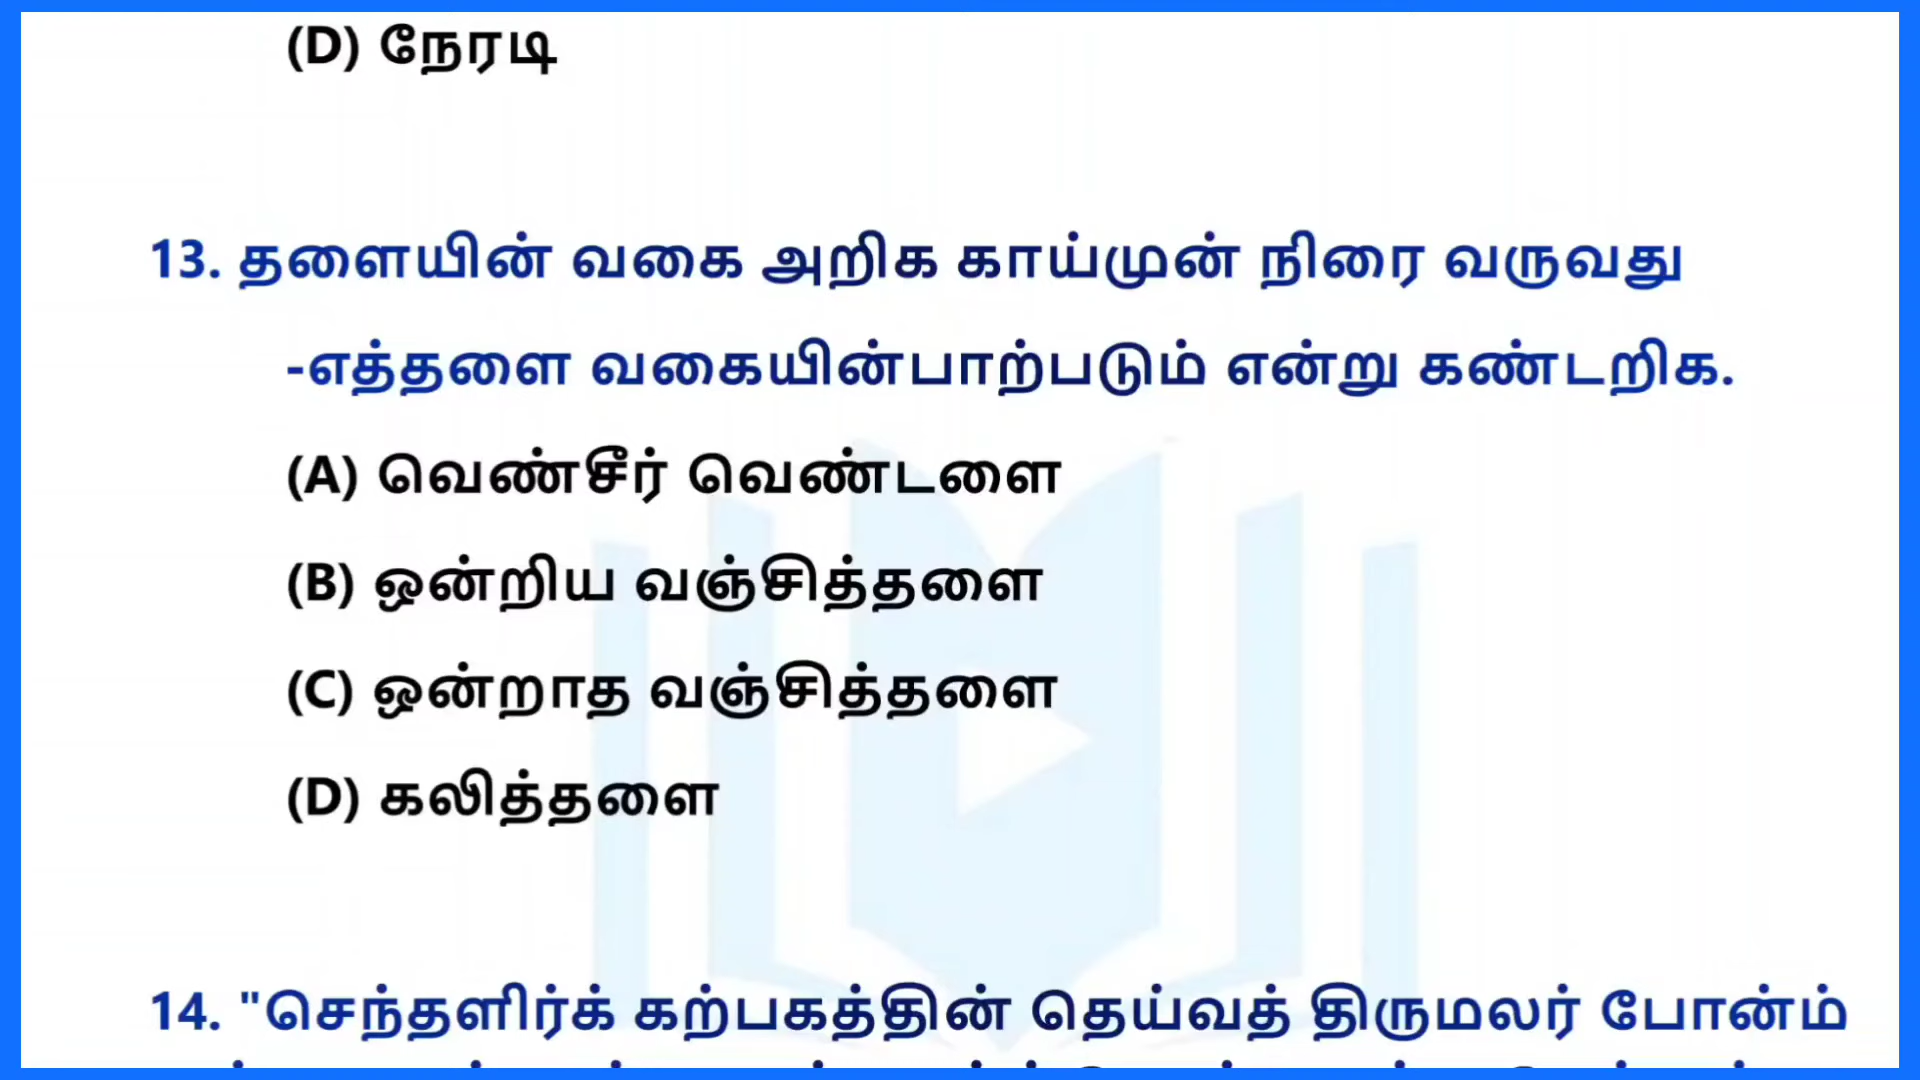 (D) நேரடி
13. தளையின் வகை அறிக காய்முன் நிரை வருவது
-எத்தளை வகையின்பாற்படும் என்று கண்டறிக.
(A) வெண்சீர் வெண்டளை
(B) ஒன்றிய வஞ்சித்தளை
(C) ஒன்றாத வஞ்சித்தளை
(D) கலித்தளை
14. "செந்தளிர்க் கற்பகத்தின் தெய்வத் திருமலர் போன்ம்